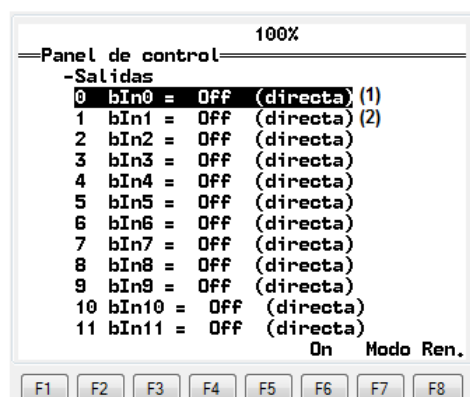 100%
Panel de control
-Salidas
0 bIn0 = Off (directa) (1)
1 bIn1 = Off (directa) (2)
2 bIn2 = Off (directa)
3 bIn3 = Off (directa)
4 bIn4 = Off (directa)
5 bIn5 = Off (directa)
6 bIn6 = Off (directa)
7 bIn7 = Off (directa)
8 bIn8 = Off (directa)
9 bIn9 = Off (directa)
10 bIn10 = Off (directa)
11 bIn11 = Off (directa)
On Modo Ren.
F1 F2 F3 F4 F5 F6 F7 F8